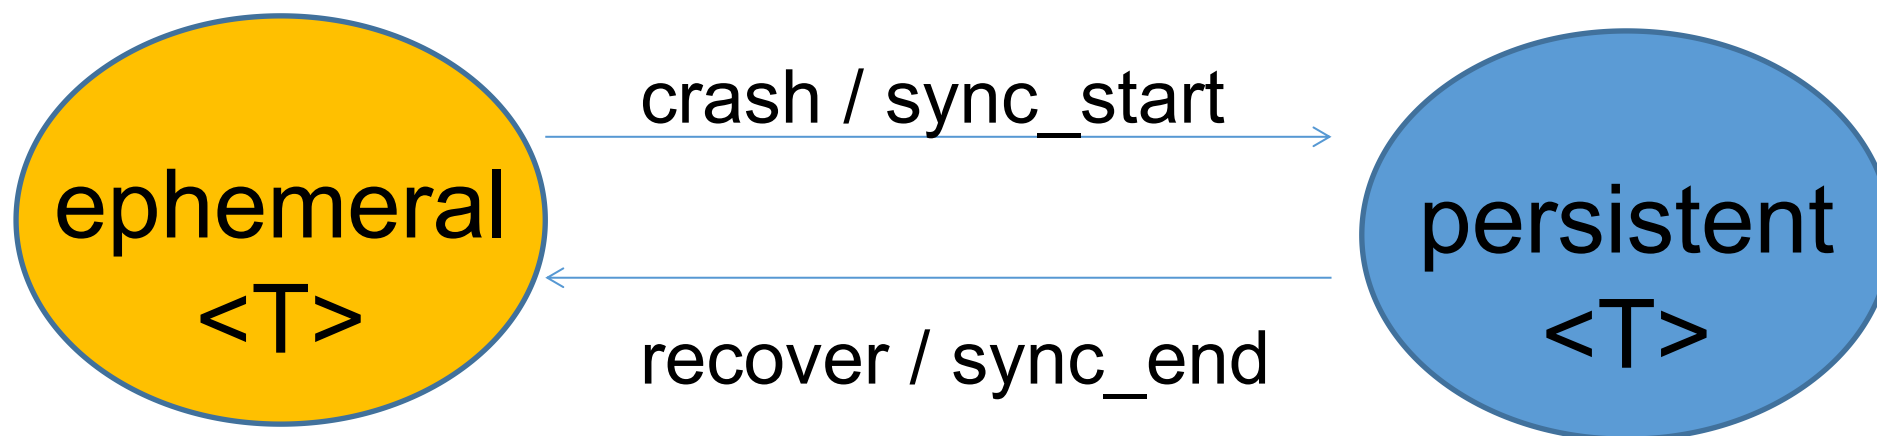 ephemeral
<T>
crash / sync_start
recover / sync_end
persistent
<T>